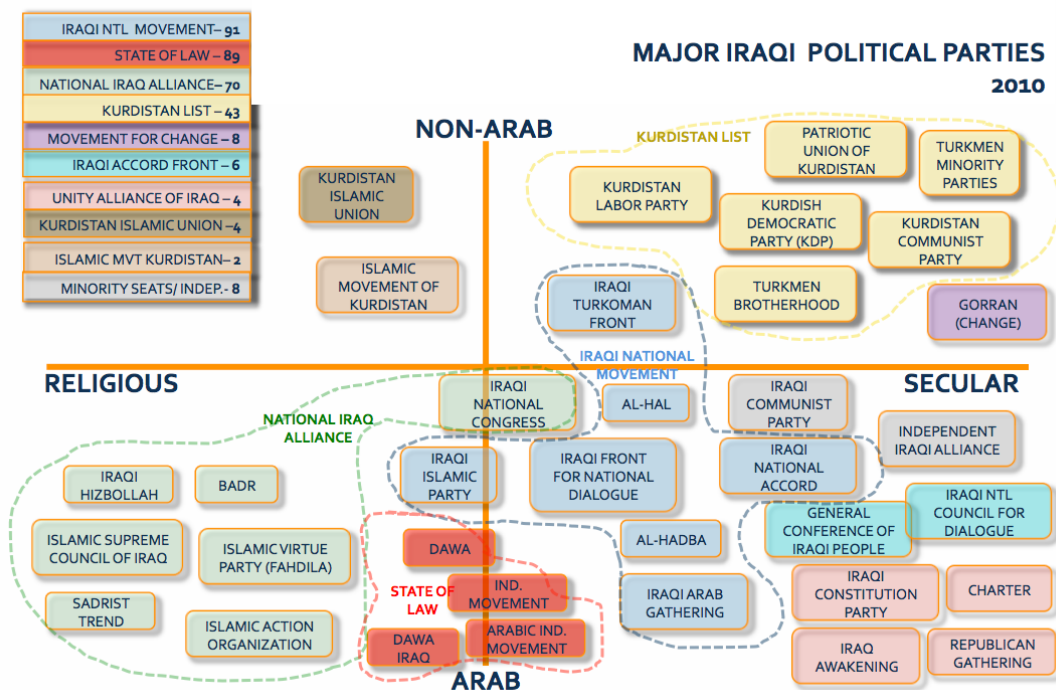 IRAQI NTL MOVEMENT– 91
STATE OF LAW – 89
NATIONAL IRAQ ALLIANCE– 70
KURDISTAN LIST – 43
MOVEMENT FOR CHANGE – 8
IRAQI ACCORD FRONT – 6
UNITY ALLIANCE OF IRAQ – 4
KURDISTAN ISLAMIC UNION –4
ISLAMIC MVT KURDISTAN– 2
MINORITY SEATS/ INDEP.- 8
MAJOR IRAQI POLITICAL PARTIES
2010
NON-ARAB
KURDISTAN LIST
KURDISTAN
ISLAMIC
UNION
ISLAMIC
MOVEMENT OF
KURDISTAN
KURDISTAN
LABOR PARTY
PATRIOTIC
UNION OF
KURDISTAN
TURKMEN
MINORITY
PARTIES
KURDISH
DEMOCRATIC
PARTY (KDP)
KURDISTAN
COMMUNIST
PARTY
IRAQI
TURKOMAN
FRONT
TURKMEN
BROTHERHOOD
GORRAN
(CHANGE)
RELIGIOUS
IRAQI NATIONAL
MOVEMENT
SECULAR
NATIONAL IRAQ
ALLIANCE
IRAQI
NATIONAL
CONGRESS
AL-HAL
IRAQI
COMMUNIST
PARTY
INDEPENDENT
IRAQI ALLIANCE
IRAQI
HIZBOLLAH
BADR
IRAQI
ISLAMIC
PARTY
IRAQI FRONT
FOR NATIONAL
DIALOGUE
IRAQI
NATIONAL
ACCORD
IRAQI NTL
COUNCIL FOR
DIALOGUE
GENERAL
CONFERENCE OF
IRAQI PEOPLE
ISLAMIC SUPREME
COUNCIL OF IRAQ
ISLAMIC VIRTUE
PARTY (FAHDILA)
DAWA
AL-HADBA
STATE OF
LAW
IND.
MOVEMENT
IRAQI ARAB
GATHERING
IRAQI
CONSTITUTION
PARTY
CHARTER
SADRIST
TREND
ISLAMIC ACTION
ORGANIZATION
DAWA
IRAQ
ARABIC IND.
MOVEMENT
IRAQ
AWAKENING
REPUBLICAN
GATHERING
ARAB